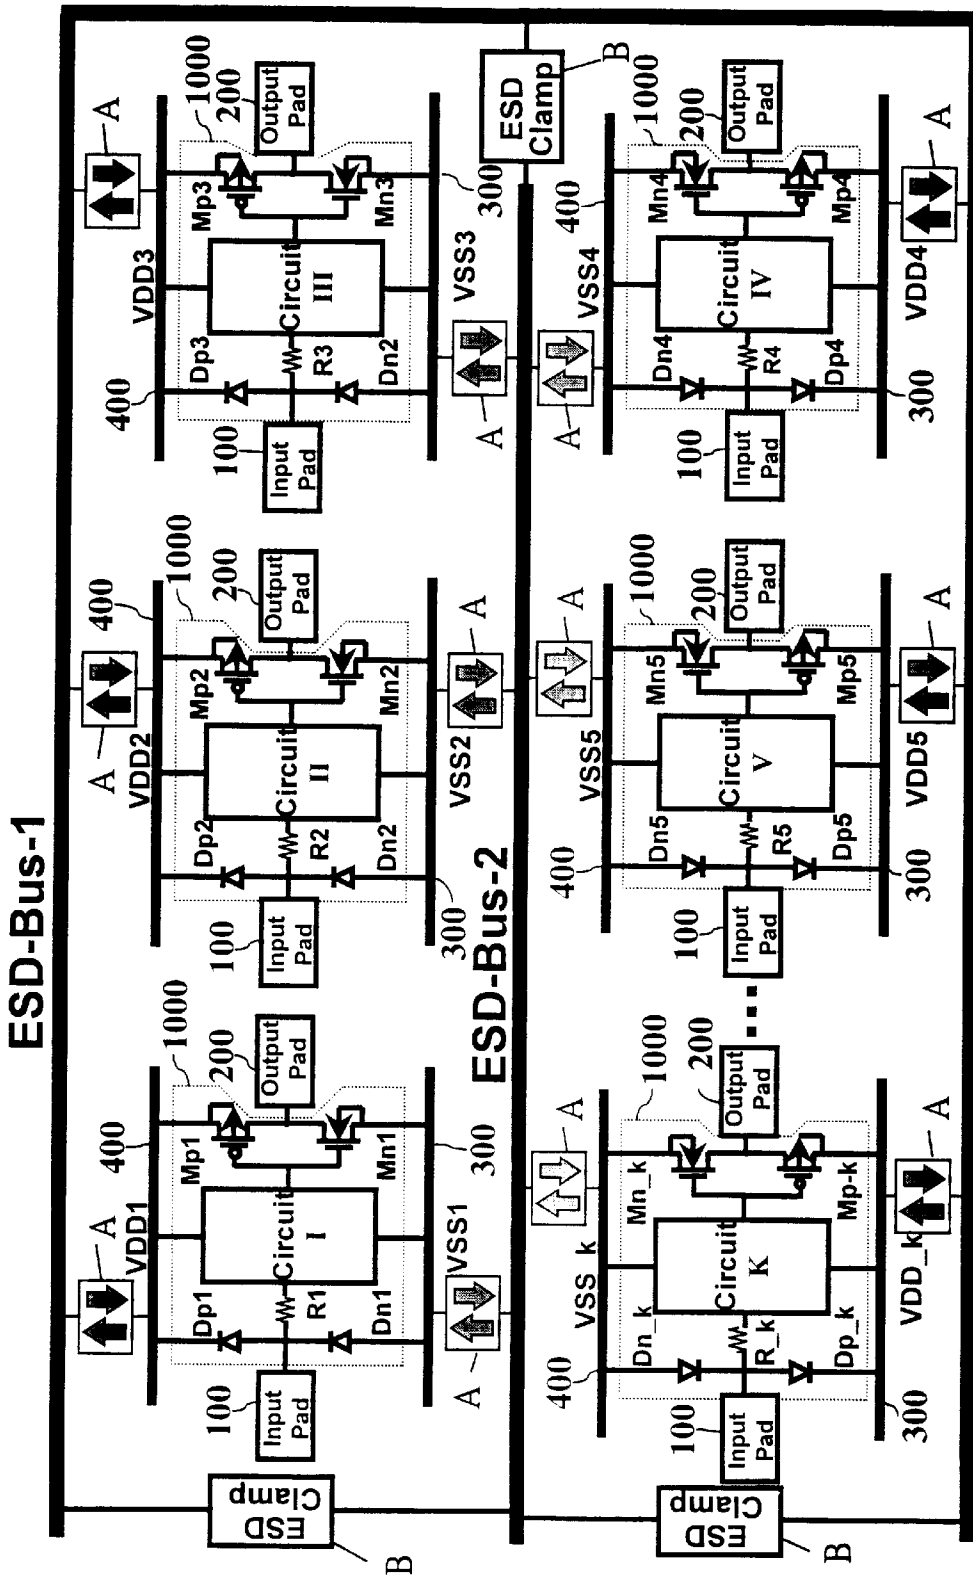 ESD-Bus-1
A
VDD1
400
Dp1
Mp1
1000
200
100
Input Pad
R1
Circuit I
Output Pad
Dn1
Mn1
VSS1
300
A
A
VDD2
400
Dp2
Mp2
1000
200
100
Input Pad
R2
Circuit II
Output Pad
Dn2
Mn2
300
VSS2
A
400
VDD3
A
Dp3
Mp3
1000
200
100
Input Pad
R3
Circuit III
Output Pad
Dn2
Mn3
VSS3
300
A
ESD Clamp
B
ESD-Bus-2
ESD Clamp
B
ESD Clamp
B
A
VSS_k
400
Dn_k
Mn_k
1000
200
100
Input Pad
R_k
Circuit K
Output Pad
Dp_k
Mp-k
300
VDD_k
A
A
VSS5
400
Dn5
Mn5
1000
200
100
Input Pad
R5
Circuit V
Output Pad
Dp5
Mp5
300
VDD5
A
A
VSS4
400
Dn4
Mn4
1000
200
100
Input Pad
R4
Circuit IV
Output Pad
Dp4
Mp4
300
VDD4
A